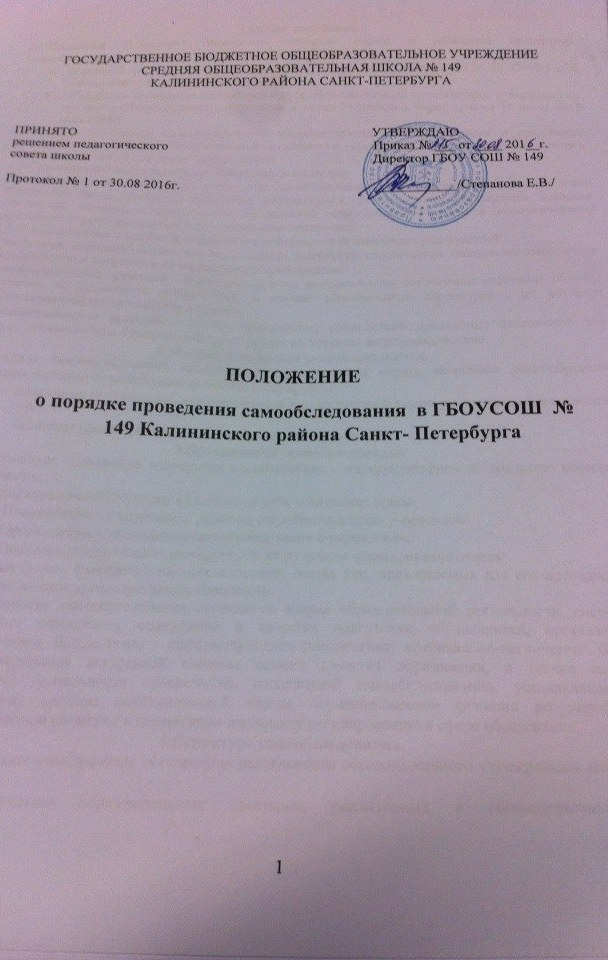 ГОСУДАРСТВЕННОЕ БЮДЖЕТНОЕ ОБЩЕОБРАЗОВАТЕЛЬНОЕ УЧРЕЖДЕНИЕ
СРЕДНЯЯ ОБЩЕОБРАЗОВАТЕЛЬНАЯ ШКОЛА № 149
КАЛИНИНСКОГО РАЙОНА САНКТ-ПЕТЕРБУРГА
ПРИНЯТО
решением педагогического
совета школы
Протокол № 1 от 30.08 2016г.
УТВЕРЖДАЮ
Приказ № от 30.08 2016 г.
Директор ГБОУ СОШ № 149
/Степанова Е.В./
ПОЛОЖЕНИЕ
о порядке проведения самообследования в ГБОУСОШ №
149 Калининского района Санкт- Петербурга
1